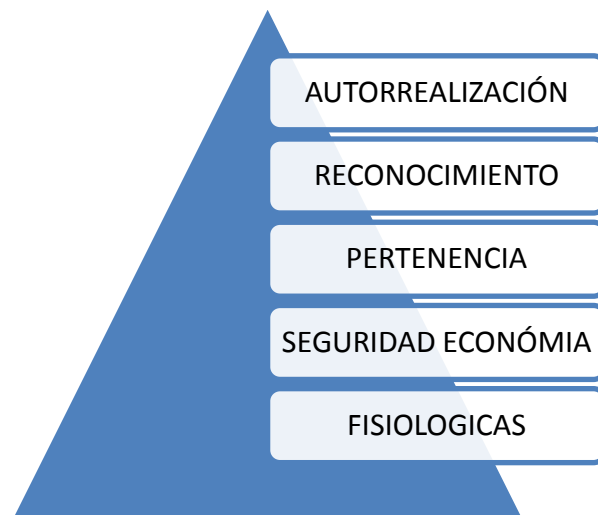 AUTORREALIZACIÓN
RECONOCIMIENTO
PERTENENCIA
SEGURIDAD ECONÓMIA
FISIOLOGICAS